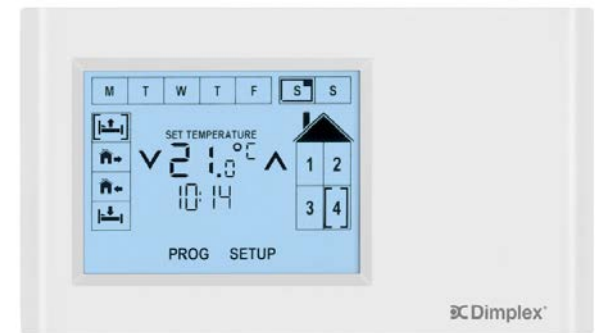 M T W T F S S
SET TEMPERATURE
21.0°C
1 2
10:14
3 4
PROG SETUP
Dimplex